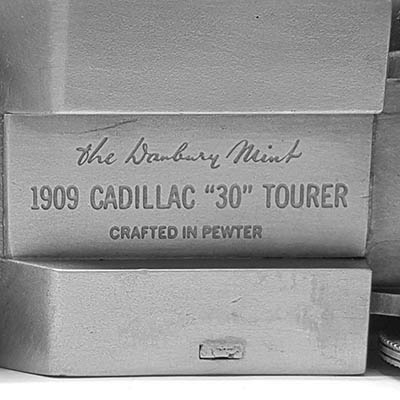 the Danbury Mint
1909 CADILLAC "30" TOURER
CRAFTED IN PEWTER